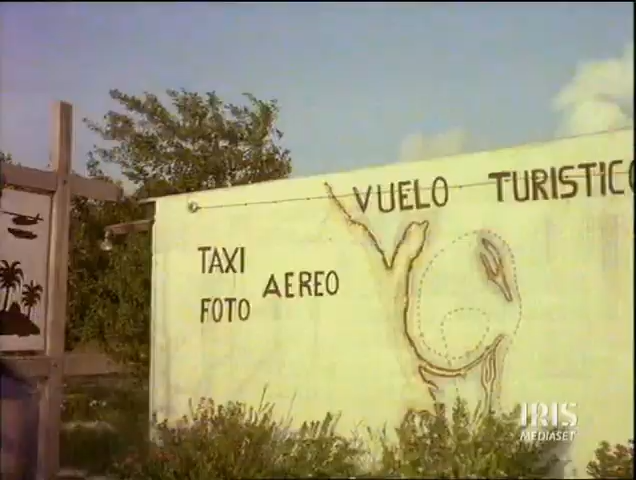 VUELO TURISTICO
TAXI
AEREO
FOTO
IRIS
MEDIASET